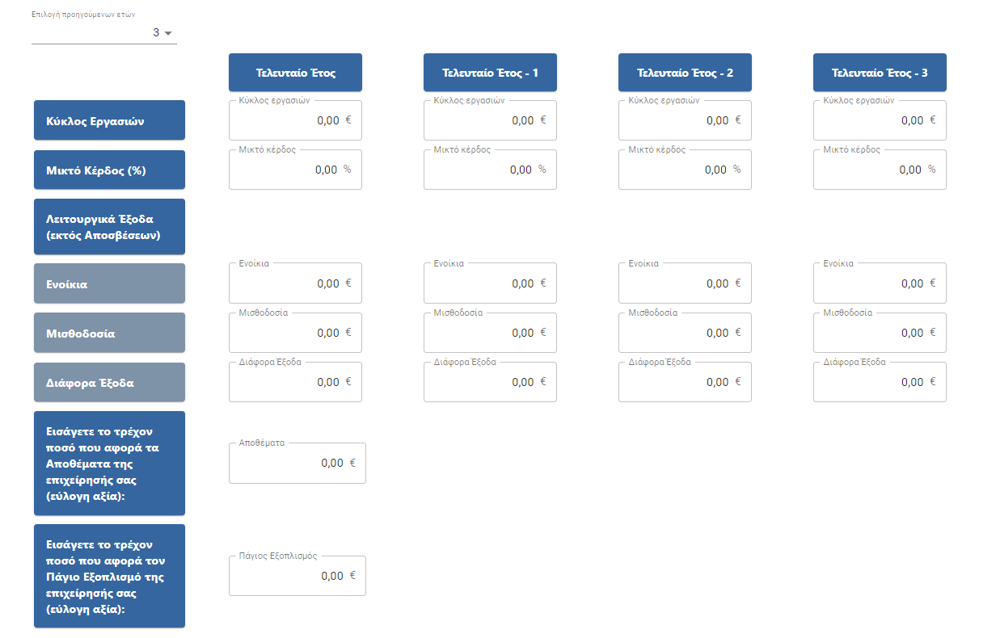 Επιλογή προηγούμενων ετών
3
Τελευταίο Έτος
Τελευταίο Έτος - 1
Τελευταίο Έτος - 2
Τελευταίο Έτος - 3
Κύκλος Εργασιών
Κύκλος εργασιών
0,00 €
Κύκλος εργασιών
0,00 €
Κύκλος εργασιών
0,00 €
Κύκλος εργασιών
0,00 €
Μικτό Κέρδος (%)
Μικτό κέρδος
0,00 %
Μικτό κέρδος
0,00 %
Μικτό κέρδος
0,00 %
Μικτό κέρδος
0,00 %
Λειτουργικά Έξοδα
(εκτός Αποσβέσεων)
Ενοίκια
Ενοίκια
0,00 €
Ενοίκια
0,00 €
Ενοίκια
0,00 €
Ενοίκια
0,00 €
Μισθοδοσία
Μισθοδοσία
0,00 €
Μισθοδοσία
0,00 €
Μισθοδοσία
0,00 €
Μισθοδοσία
0,00 €
Διάφορα Έξοδα
Διάφορα Έξοδα
0,00 €
Διάφορα Έξοδα
0,00 €
Διάφορα Έξοδα
0,00 €
Διάφορα Έξοδα
0,00 €
Εισάγετε το τρέχον
ποσό που αφορά τα
Αποθέματα της
επιχείρησής σας
(εύλογη αξία):
Αποθέματα
0,00 €
Εισάγετε το τρέχον
ποσό που αφορά τον
Πάγιο Εξοπλισμό της
επιχείρησής σας
(εύλογη αξία):
Πάγιος Εξοπλισμός
0,00 €